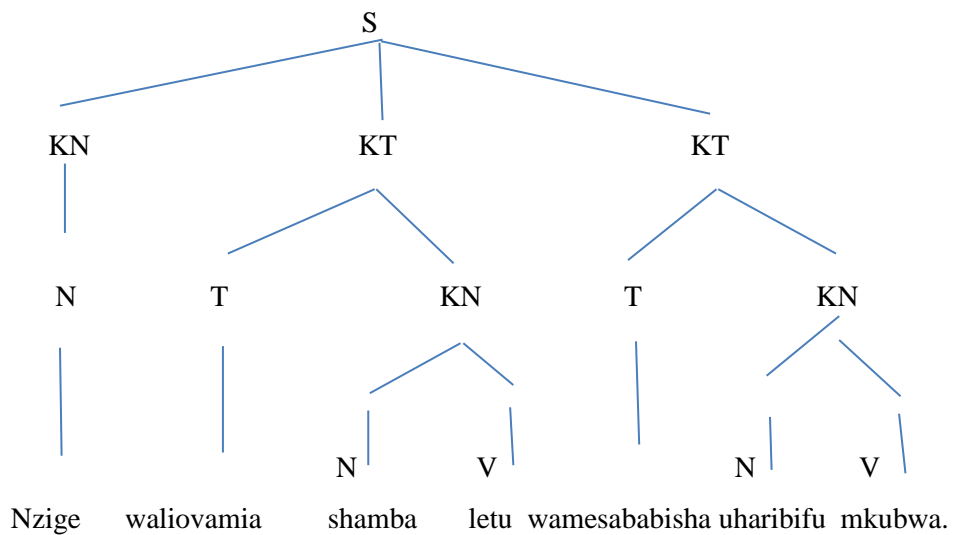 S
KN KT KT
N T KN T KN
N V N V
Nzige waliovamia shamba letu wamesababisha uharibifu mkubwa.